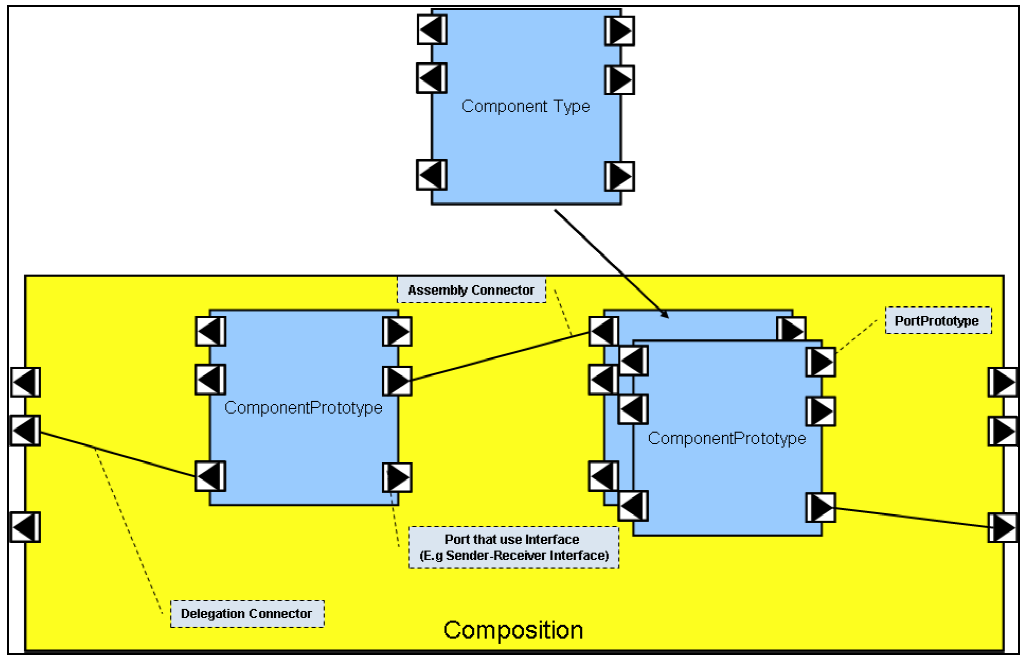 Component Type
Assembly Connector
PortPrototype
ComponentPrototype
ComponentPrototype
Port that use Interface
(E.g Sender-Receiver Interface)
Delegation Connector
Composition